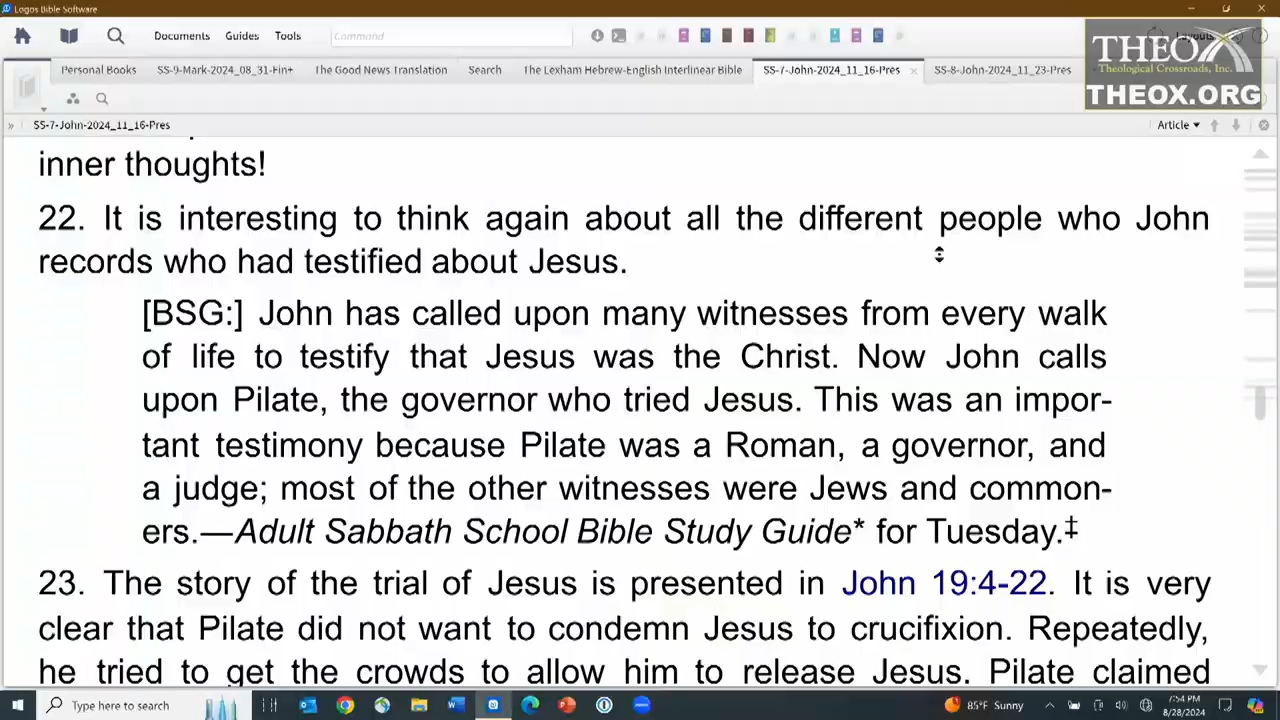 Logos Bible Software
Documents Guides Tools Command
THEOX
Theological Crossroads, Inc.
THEOX.ORG
Personal Books SS-9-Mark-2024_08_31-Fin+ The Good News The Lexham Hebrew-English Interlinear Bible SS-7-John-2024_11_16-Pres SS-8-John-2024_11_23-Pres
SS-7-John-2024_11_16-Pres Article
inner thoughts!
22. It is interesting to think again about all the different people who John
records who had testified about Jesus.
[BSG:] John has called upon many witnesses from every walk
of life to testify that Jesus was the Christ. Now John calls
upon Pilate, the governor who tried Jesus. This was an impor-
tant testimony because Pilate was a Roman, a governor, and
a judge; most of the other witnesses were Jews and common-
ers.—Adult Sabbath School Bible Study Guide* for Tuesday.‡
23. The story of the trial of Jesus is presented in John 19:4-22. It is very
clear that Pilate did not want to condemn Jesus to crucifixion. Repeatedly,
he tried to get the crowds to allow him to release Jesus. Pilate claimed
Type here to search 85°F Sunny 7:54 PM
8/28/2024